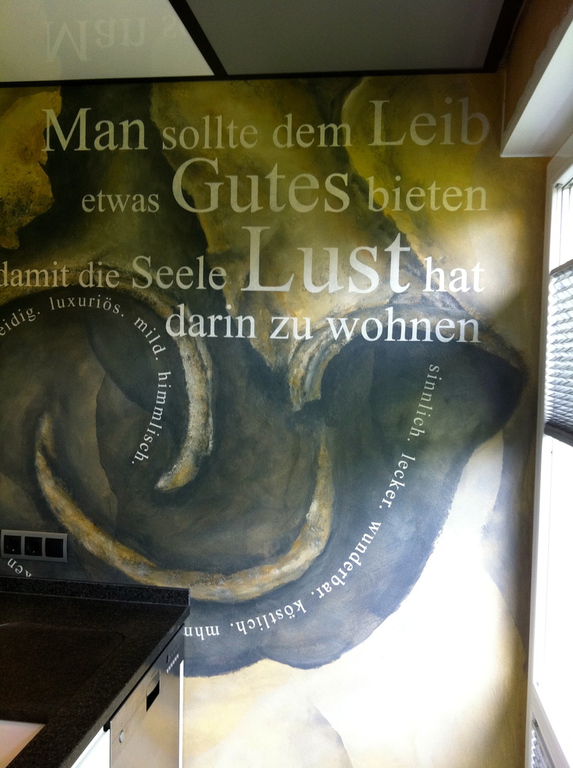 Man sollte dem Leib
etwas Gutes bieten
damit die Seele Lust hat
darin zu wohnen
luxuriös. mild. himmlisch.
sinnlich. lecker. wunderbar. köstlich. mhn